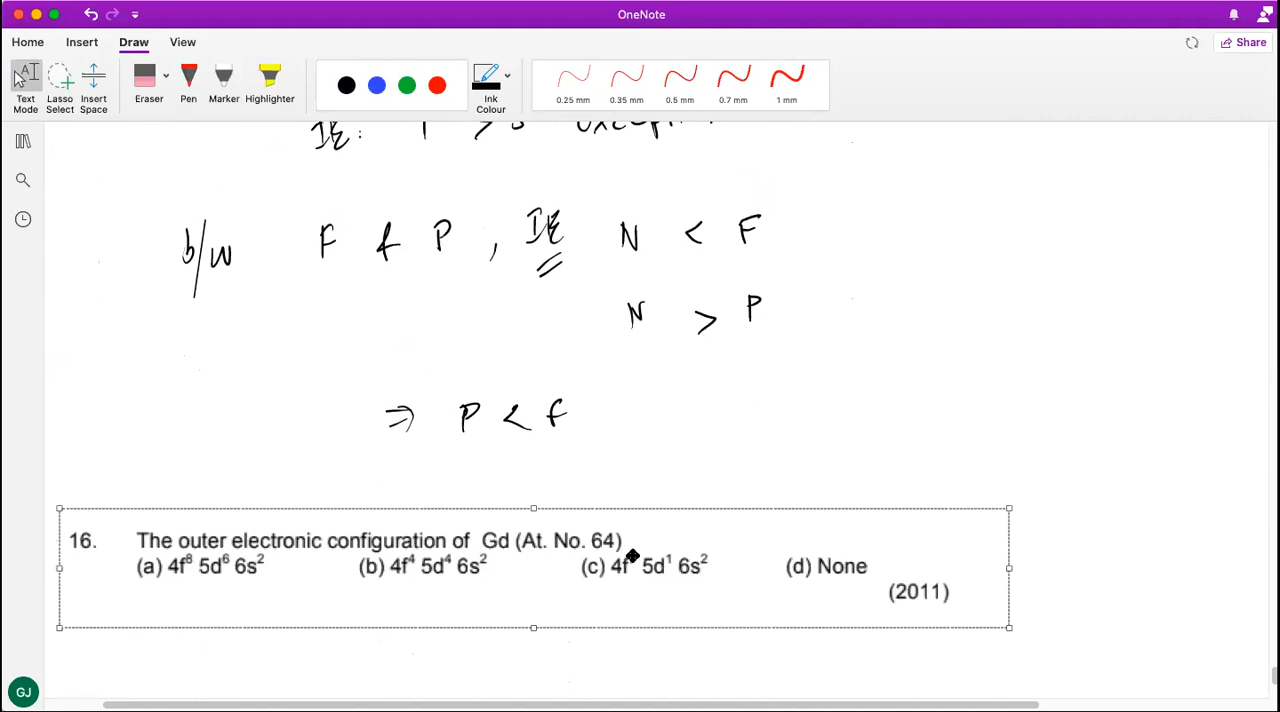 OneNote
Home Insert Draw View
Share
Text Mode
Lasso Select
Insert Space
Eraser
Pen
Marker
Highlighter
Ink Colour
0.25 mm
0.35 mm
0.5 mm
0.7 mm
1 mm
IE:
b/w F & P , IE N < F
N > P
⇒ P < F
16. The outer electronic configuration of Gd (At. No. 64)
(a) 4f⁸ 5d⁶ 6s² (b) 4f⁴ 5d⁴ 6s² (c) 4f 5d¹ 6s² (d) None
(2011)
GJ